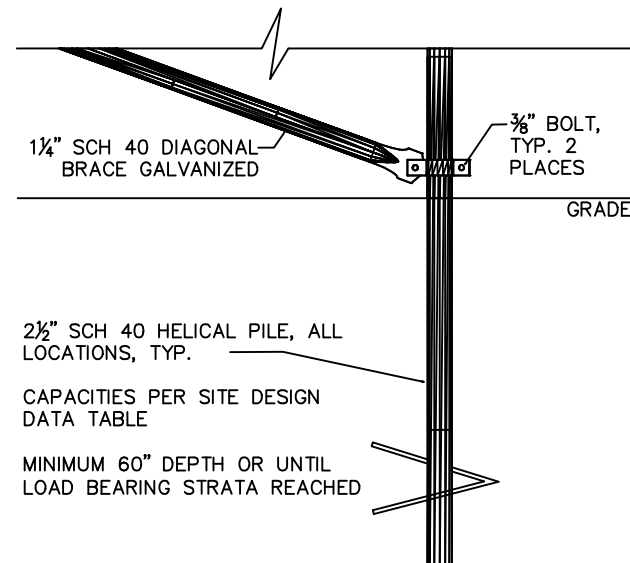 1¼" SCH 40 DIAGONAL
BRACE GALVANIZED
⅜" BOLT,
TYP. 2
PLACES
GRADE
2½" SCH 40 HELICAL PILE, ALL
LOCATIONS, TYP.
CAPACITIES PER SITE DESIGN
DATA TABLE
MINIMUM 60" DEPTH OR UNTIL
LOAD BEARING STRATA REACHED